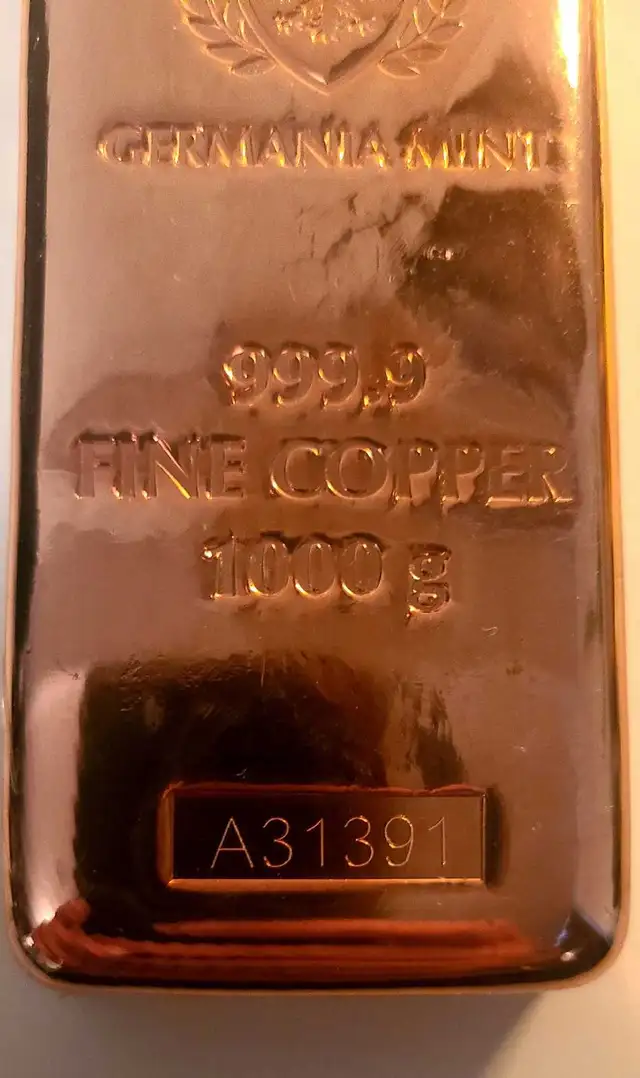 GERMANIA MINT
999.9
FINE COPPER
1000 g
A31391